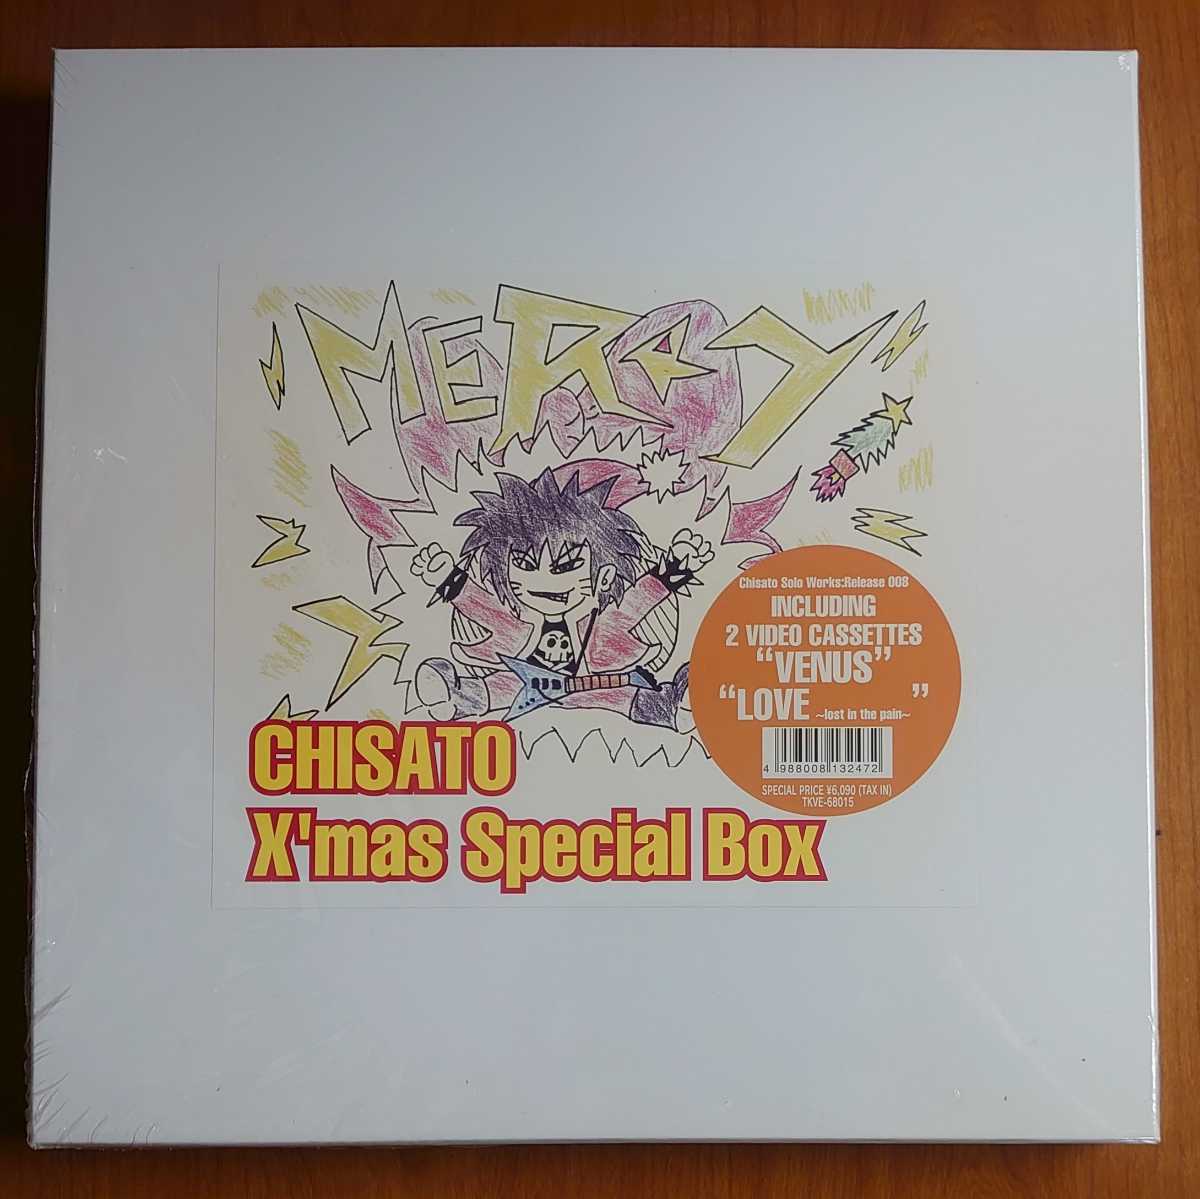 MERRY
Chisato Solo Works:Release 008
INCLUDING
2 VIDEO CASSETTES
“VENUS”
“LOVE ～lost in the pain～ ”
4 988008 132472
SPECIAL PRICE ¥6,090 (TAX IN)
TKVE-68015
CHISATO
X'mas Special Box